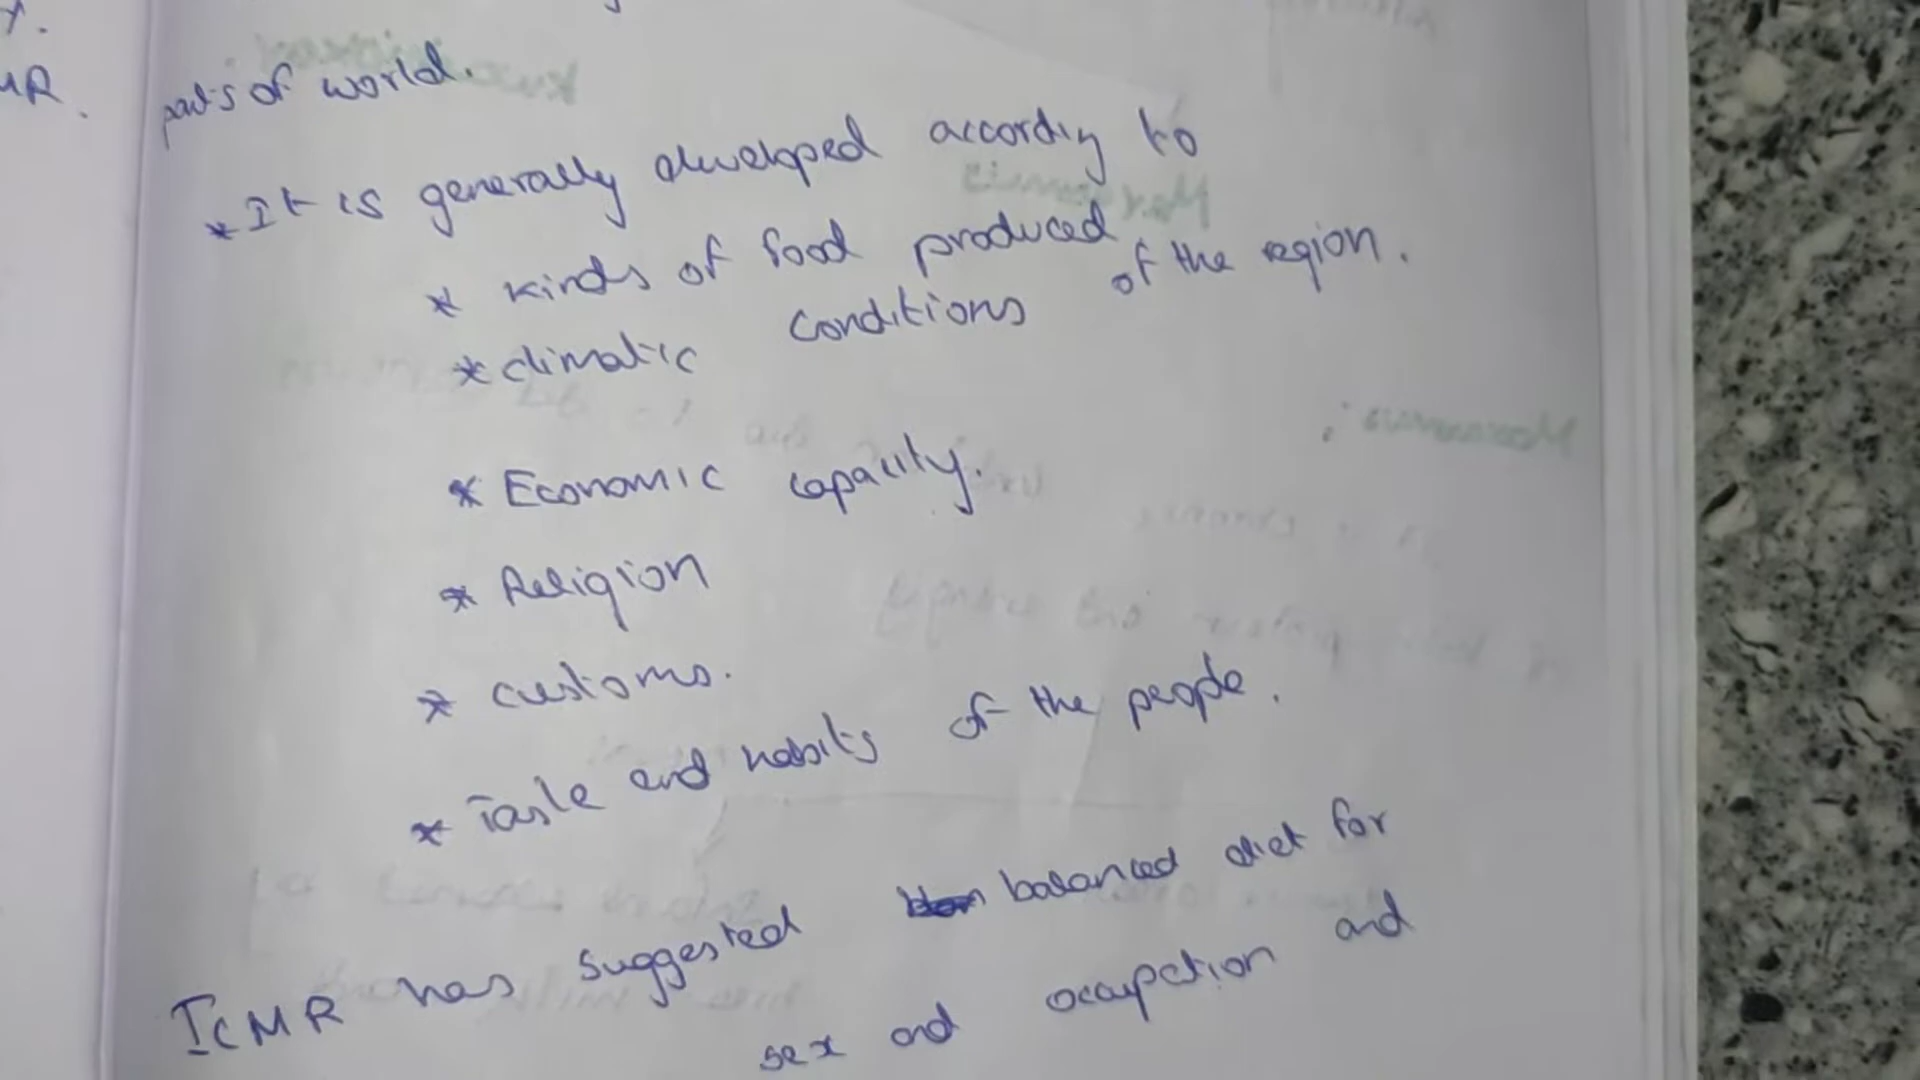 parts of world.
*It is generally developed according to
* kinds of food produced
* climatic conditions of the region.
* Economic capacity.
* Religion
* customs.
* Taste and habits of the people.
ICMR has suggested balanced diet for
sex and occupation and